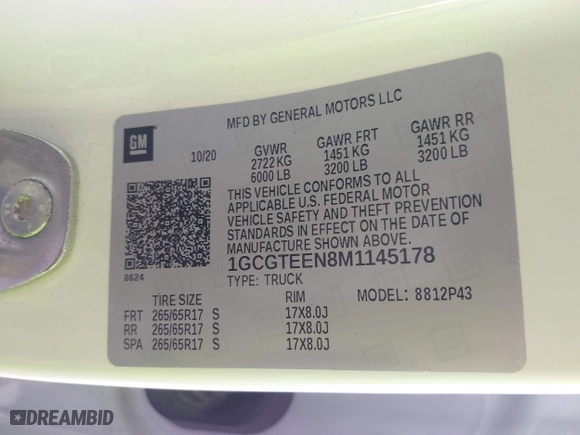 MFD BY GENERAL MOTORS LLC
GM
10/20
GVWR
2722 KG
6000 LB
GAWR FRT
1451 KG
3200 LB
GAWR RR
1451 KG
3200 LB
THIS VEHICLE CONFORMS TO ALL
APPLICABLE U.S. FEDERAL MOTOR
VEHICLE SAFETY AND THEFT PREVENTION
STANDARDS IN EFFECT ON THE DATE OF
MANUFACTURE SHOWN ABOVE.
8624
1GCGTEEN8M1145178
TYPE: TRUCK
TIRE SIZE
RIM
MODEL: 8812P43
FRT 265/65R17 S 17X8.0J
RR 265/65R17 S 17X8.0J
SPA 265/65R17 S 17X8.0J
DREAMBID